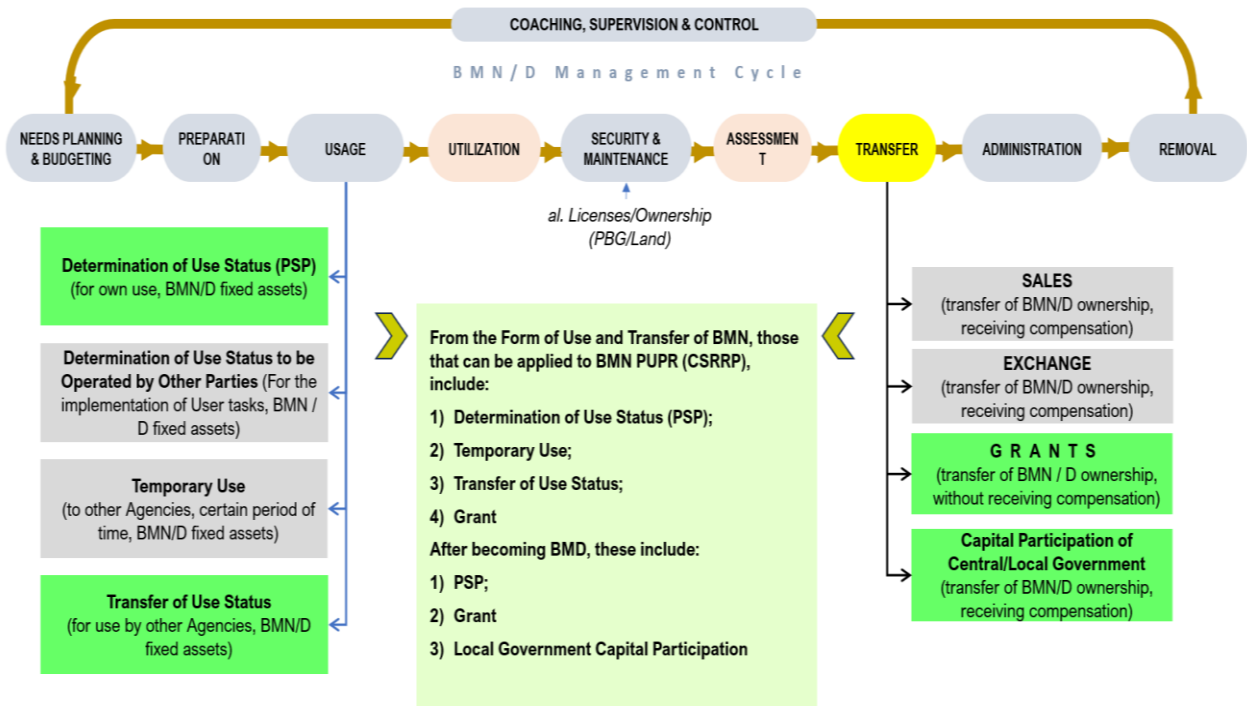 COACHING, SUPERVISION & CONTROL
BMN/D Management Cycle
NEEDS PLANNING
& BUDGETING
PREPARATI
ON
USAGE
UTILIZATION
SECURITY &
MAINTENANCE
ASSESSMEN
T
TRANSFER
ADMINISTRATION
REMOVAL
al. Licenses/Ownership
(PBG/Land)
Determination of Use Status (PSP)
(for own use, BMN/D fixed assets)
Determination of Use Status to be
Operated by Other Parties (For the
implementation of User tasks, BMN /
D fixed assets)
Temporary Use
(to other Agencies, certain period of
time, BMN/D fixed assets)
Transfer of Use Status
(for use by other Agencies, BMN/D
fixed assets)
From the Form of Use and Transfer of BMN, those
that can be applied to BMN PUPR (CSRRP),
include:
1) Determination of Use Status (PSP);
2) Temporary Use;
3) Transfer of Use Status;
4) Grant
After becoming BMD, these include:
1) PSP;
2) Grant
3) Local Government Capital Participation
SALES
(transfer of BMN/D ownership,
receiving compensation)
EXCHANGE
(transfer of BMN/D ownership,
receiving compensation)
G R A N T S
(transfer of BMN / D ownership,
without receiving compensation)
Capital Participation of
Central/Local Government
(transfer of BMN/D ownership,
receiving compensation)